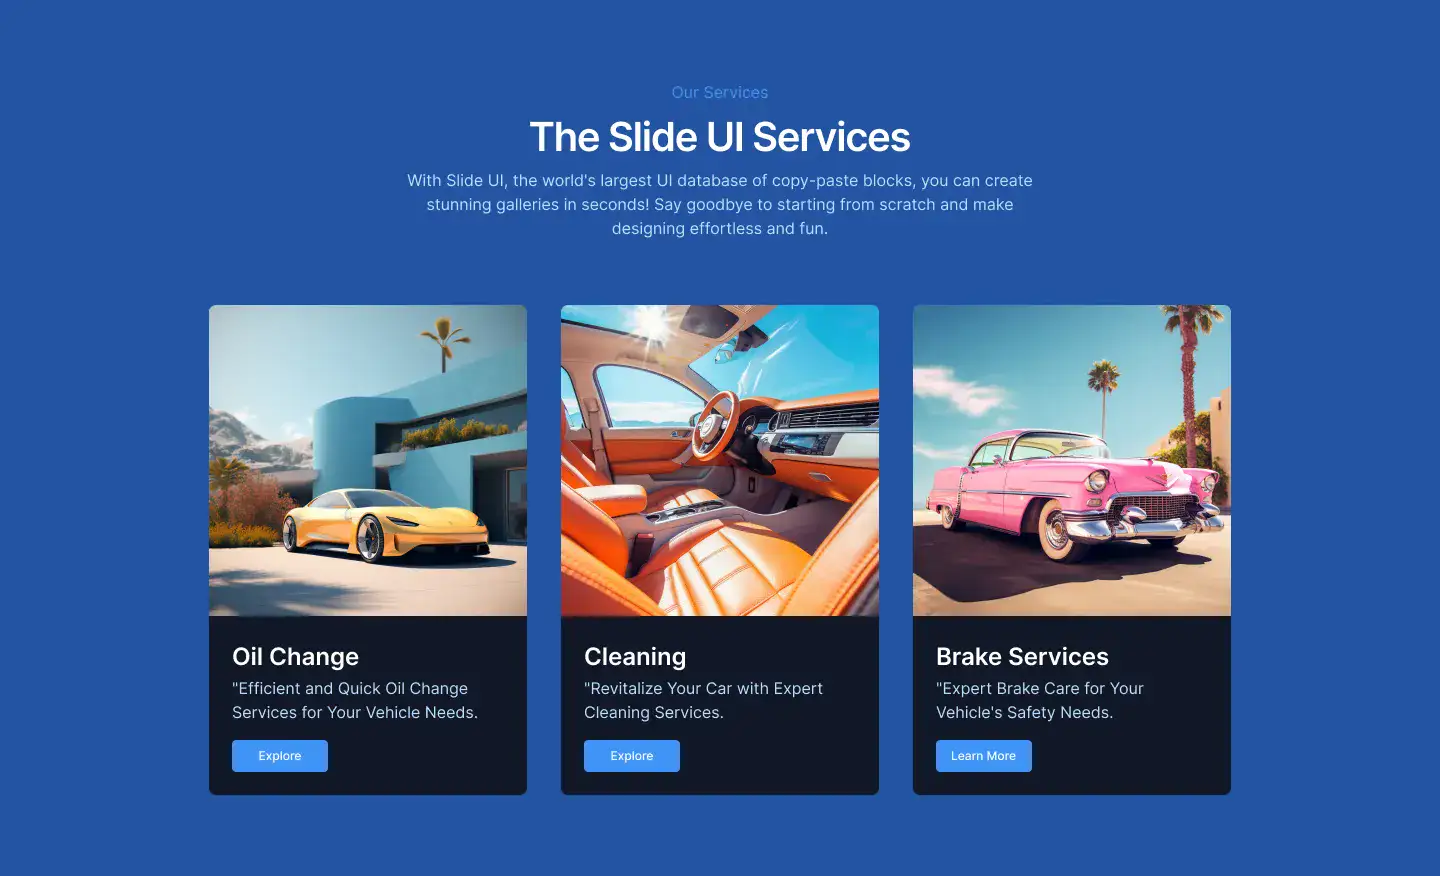 Our Services
The Slide UI Services
With Slide UI, the world's largest UI database of copy-paste blocks, you can create
stunning galleries in seconds! Say goodbye to starting from scratch and make
designing effortless and fun.
Oil Change
"Efficient and Quick Oil Change
Services for Your Vehicle Needs.
Explore
Cleaning
"Revitalize Your Car with Expert
Cleaning Services.
Explore
Brake Services
"Expert Brake Care for Your
Vehicle's Safety Needs.
Learn More